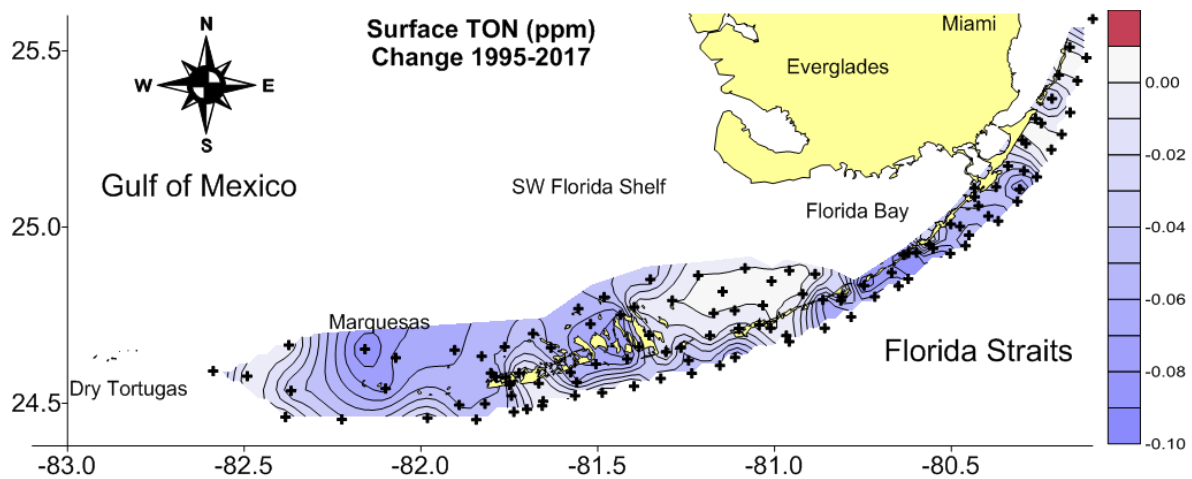 Surface TON (ppm)
Change 1995-2017
N
W
E
S
Miami
Everglades
Gulf of Mexico
SW Florida Shelf
Florida Bay
Marquesas
Dry Tortugas
Florida Straits
25.5
25.0
24.5
-83.0
-82.5
-82.0
-81.5
-81.0
-80.5
0.00
-0.02
-0.04
-0.06
-0.08
-0.10